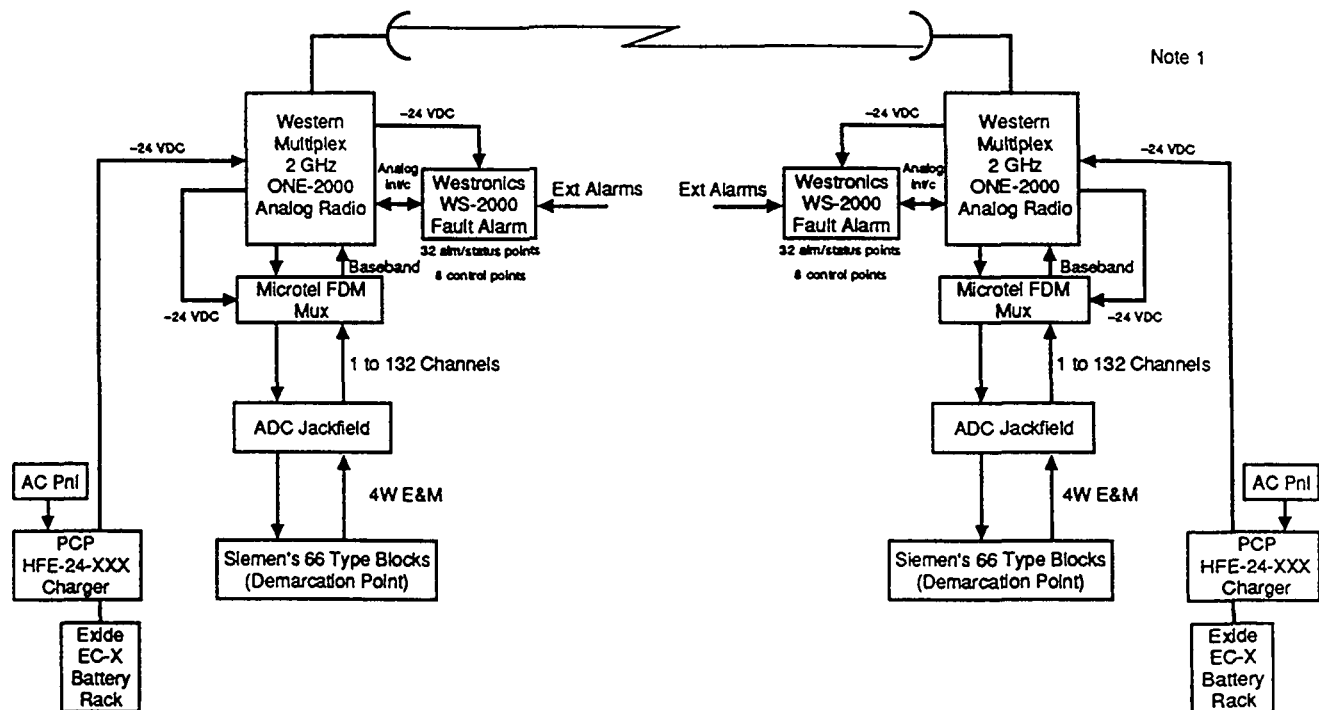 Note 1
Western
Multiplex
2 GHz
ONE-2000
Analog Radio
–24 VDC
–24 VDC
Analog
Int/c
Westronics
WS-2000
Fault Alarm
Ext Alarms
32 alm/status points
8 control points
Baseband
–24 VDC
Microtel FDM
Mux
1 to 132 Channels
ADC Jackfield
4W E&M
Siemen's 66 Type Blocks
(Demarcation Point)
AC Pnl
PCP
HFE-24-XXX
Charger
Exide
EC-X
Battery
Rack
Western
Multiplex
2 GHz
ONE-2000
Analog Radio
–24 VDC
–24 VDC
Analog
Int/c
Westronics
WS-2000
Fault Alarm
Ext Alarms
32 alm/status points
8 control points
Baseband
–24 VDC
Microtel FDM
Mux
1 to 132 Channels
ADC Jackfield
4W E&M
Siemen's 66 Type Blocks
(Demarcation Point)
AC Pnl
PCP
HFE-24-XXX
Charger
Exide
EC-X
Battery
Rack